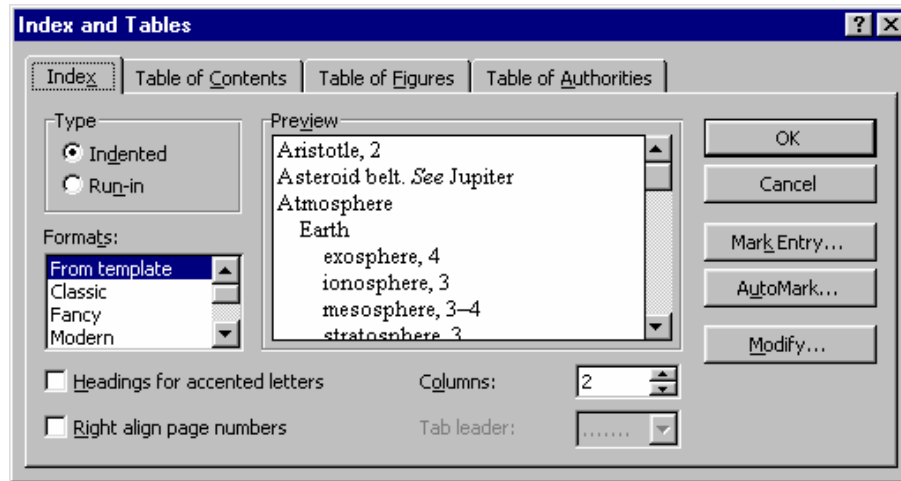 Index and Tables
Index
Table of Contents
Table of Figures
Table of Authorities
Type
Indented
Run-in
Formats:
From template
Classic
Fancy
Modern
Preview
Aristotle, 2
Asteroid belt. See Jupiter
Atmosphere
Earth
exosphere, 4
ionosphere, 3
mesosphere, 3–4
stratosphere, 3
OK
Cancel
Mark Entry...
AutoMark...
Modify...
Headings for accented letters
Right align page numbers
Columns: 2
Tab leader: .......